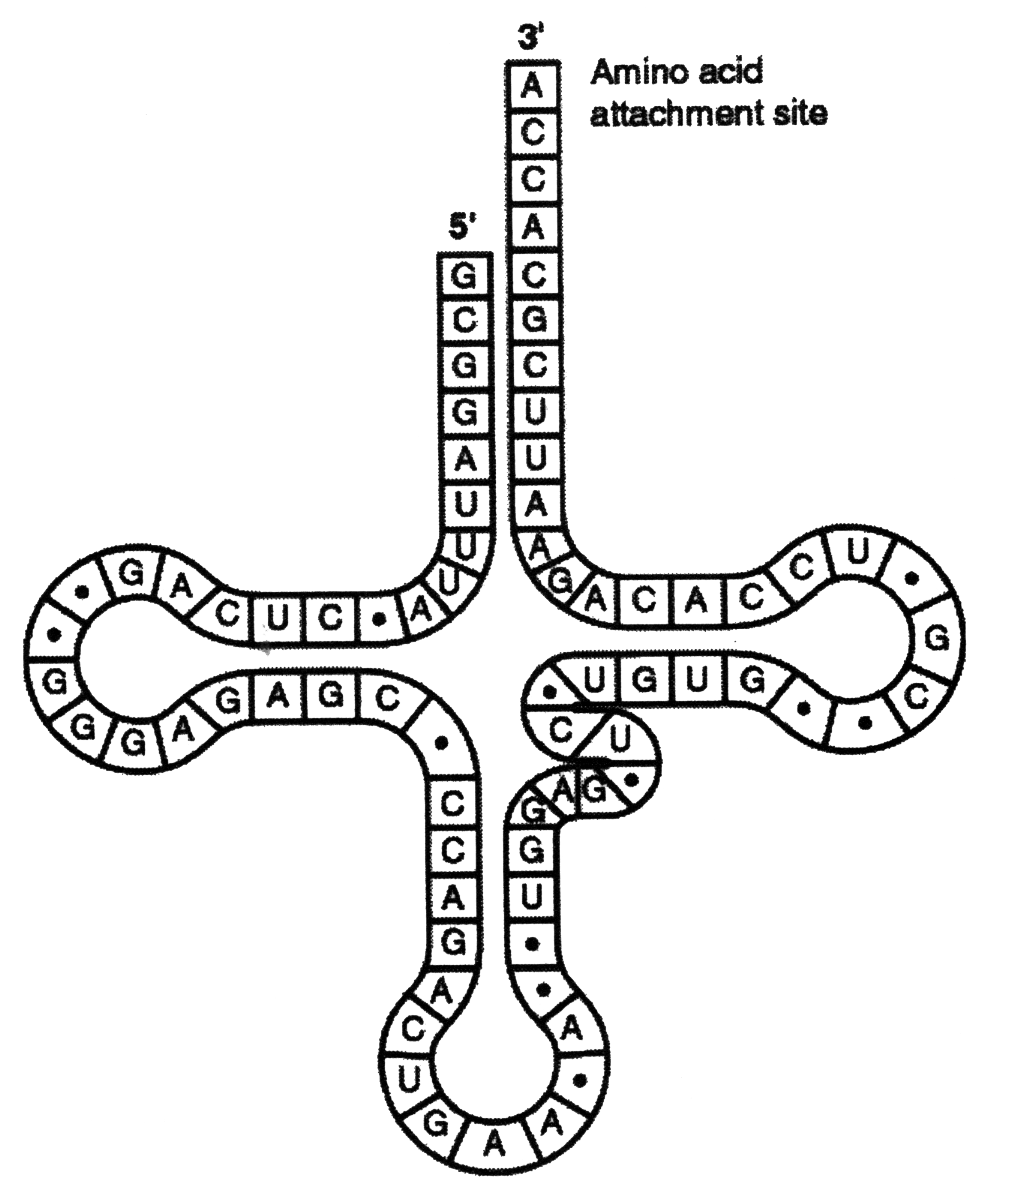 3'
Amino acid
attachment site
5'
G C G G A U U U A • C U C A G • • G G G A G A G C • C C A G A C U G A A • A • • U G G A G • U C • U G U G • • C G • U C C A C A G A A U U C G C A C C A